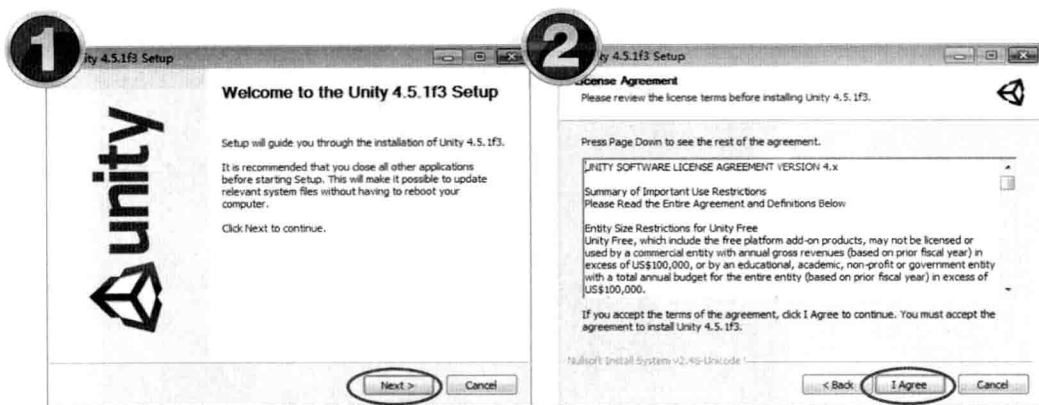 1
ity 4.5.1f3 Setup
unity
Welcome to the Unity 4.5.1f3 Setup
Setup will guide you through the installation of Unity 4.5.1f3.
It is recommended that you close all other applications
before starting Setup. This will make it possible to update
relevant system files without having to reboot your
computer.
Click Next to continue.
Next >
Cancel
2
ty 4.5.1f3 Setup
License Agreement
Please review the license terms before installing Unity 4.5.1f3.
Press Page Down to see the rest of the agreement.
UNITY SOFTWARE LICENSE AGREEMENT VERSION 4.x
Summary of Important Use Restrictions
Please Read the Entire Agreement and Definitions Below
Entity Size Restrictions for Unity Free
Unity Free, which include the free platform add-on products, may not be licensed or
used by a commercial entity with annual gross revenues (based on prior fiscal year) in
excess of US$100,000, or by an educational, academic, non-profit or government entity
with a total annual budget for the entire entity (based on prior fiscal year) in excess of
US$100,000.
If you accept the terms of the agreement, click I Agree to continue. You must accept the
agreement to install Unity 4.5.1f3.
Nullsoft Install System v2.46-Unicode
< Back
I Agree
Cancel